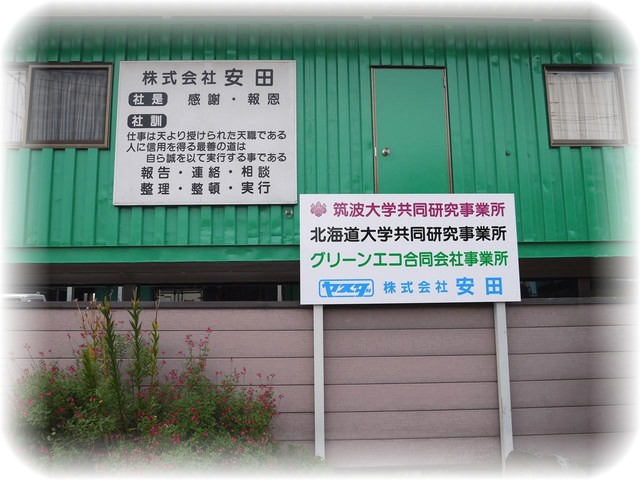 株式会社 安田
社是 感謝・報恩
社訓
仕事は天より授けられた天職である
人に信用を得る最善の道は
自ら誠を以て実行する事である
報告・連絡・相談
整理・整頓・実行
筑波大学共同研究事業所
北海道大学共同研究事業所
グリーンエコ合同会社事業所
ヤスダ 株式会社 安田